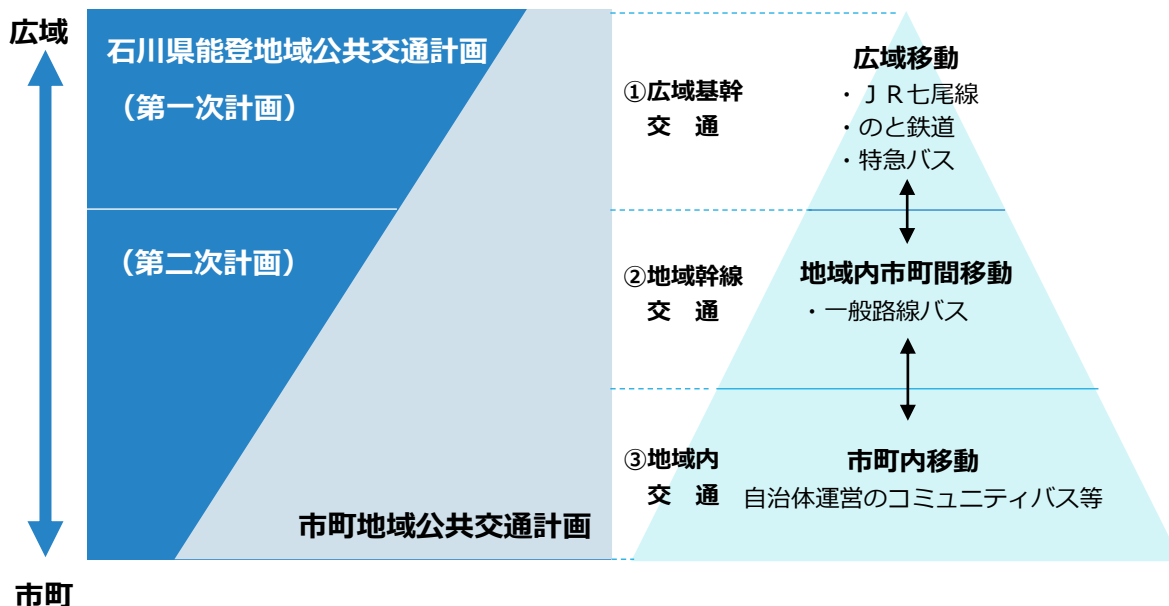 広域
市町
石川県能登地域公共交通計画
（第一次計画）
（第二次計画）
市町地域公共交通計画
①広域基幹
交　通
広域移動
・ＪＲ七尾線
・のと鉄道
・特急バス
②地域幹線
交　通
地域内市町間移動
・一般路線バス
③地域内
交　通
市町内移動
自治体運営のコミュニティバス等